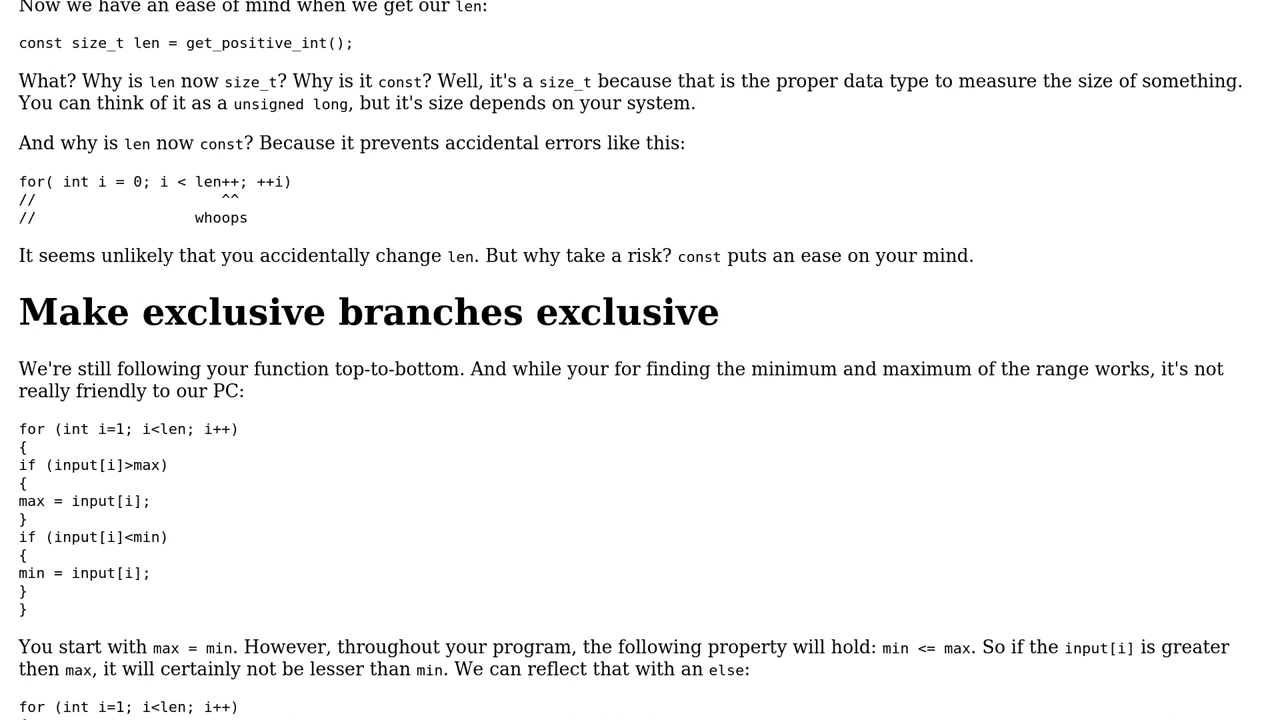 Now we have an ease of mind when we get our len:
const size_t len = get_positive_int();
What? Why is len now size_t? Why is it const? Well, it's a size_t because that is the proper data type to measure the size of something.
You can think of it as a unsigned long, but it's size depends on your system.
And why is len now const? Because it prevents accidental errors like this:
for( int i = 0; i < len++; ++i)
//                     ^^
//                  whoops
It seems unlikely that you accidentally change len. But why take a risk? const puts an ease on your mind.
Make exclusive branches exclusive
We're still following your function top-to-bottom. And while your for finding the minimum and maximum of the range works, it's not
really friendly to our PC:
for (int i=1; i<len; i++)
{
if (input[i]>max)
{
max = input[i];
}
if (input[i]<min)
{
min = input[i];
}
}
You start with max = min. However, throughout your program, the following property will hold: min <= max. So if the input[i] is greater
then max, it will certainly not be lesser than min. We can reflect that with an else:
for (int i=1; i<len; i++)